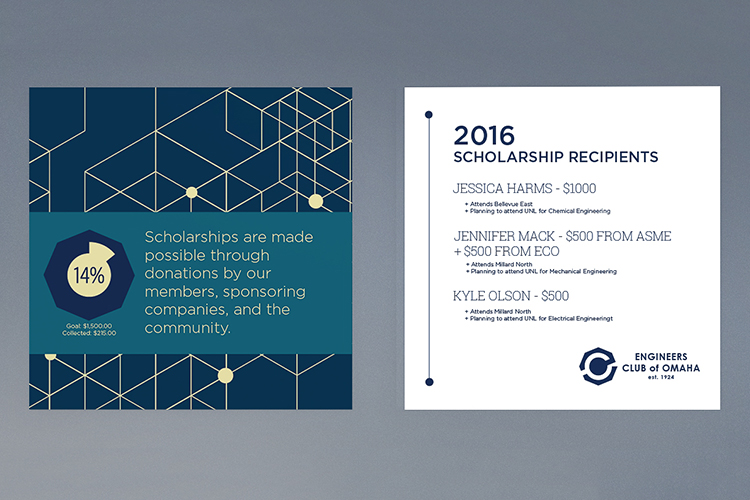 14%
Goal: $1,500.00
Collected: $215.00
Scholarships are made
possible through
donations by our
members, sponsoring
companies, and the
community.
2016
SCHOLARSHIP RECIPIENTS
JESSICA HARMS - $1000
+ Attends Bellevue East
+ Planning to attend UNL for Chemical Engineering
JENNIFER MACK - $500 FROM ASME
+ $500 FROM ECO
+ Attends Millard North
+ Planning to attend UNL for Mechanical Engineering
KYLE OLSON - $500
+ Attends Millard North
+ Planning to attend UNL for Electrical Engineeringt
ENGINEERS
CLUB of OMAHA
est. 1924